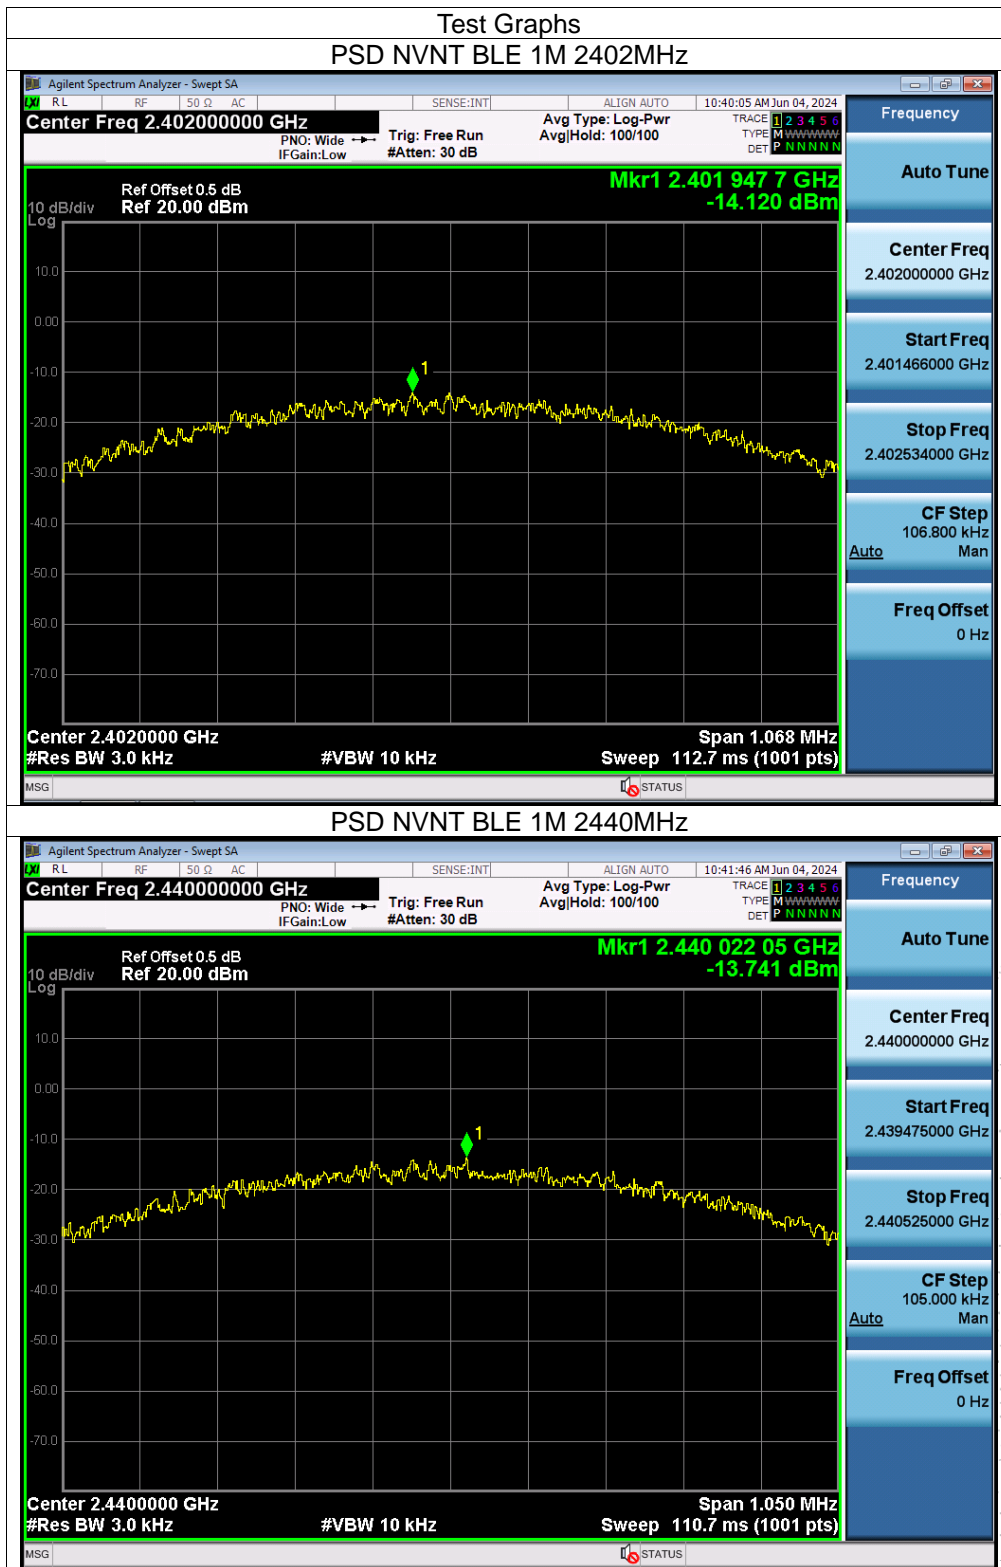 Test Graphs
PSD NVNT BLE 1M 2402MHz
Agilent Spectrum Analyzer - Swept SA
LXI RL RF 50 Ω AC SENSE:INT ALIGN AUTO 10:40:05 AM Jun 04, 2024
Center Freq 2.402000000 GHz
PNO: Wide
IFGain:Low
Trig: Free Run
#Atten: 30 dB
Avg Type: Log-Pwr
Avg|Hold: 100/100
TRACE 1 2 3 4 5 6
TYPE M WWWWW
DET P N N N N N
Frequency
Auto Tune
Center Freq
2.402000000 GHz
Start Freq
2.401466000 GHz
Stop Freq
2.402534000 GHz
CF Step
106.800 kHz
Auto Man
Freq Offset
0 Hz
Mkr1 2.401 947 7 GHz
-14.120 dBm
Ref Offset 0.5 dB
10 dB/div Ref 20.00 dBm
Log
10.0
0.00
-10.0
1
-20.0
-30.0
-40.0
-50.0
-60.0
-70.0
Center 2.4020000 GHz Span 1.068 MHz
#Res BW 3.0 kHz #VBW 10 kHz Sweep 112.7 ms (1001 pts)
MSG STATUS
PSD NVNT BLE 1M 2440MHz
Agilent Spectrum Analyzer - Swept SA
LXI RL RF 50 Ω AC SENSE:INT ALIGN AUTO 10:41:46 AM Jun 04, 2024
Center Freq 2.440000000 GHz
PNO: Wide
IFGain:Low
Trig: Free Run
#Atten: 30 dB
Avg Type: Log-Pwr
Avg|Hold: 100/100
TRACE 1 2 3 4 5 6
TYPE M WWWWW
DET P N N N N N
Frequency
Auto Tune
Center Freq
2.440000000 GHz
Start Freq
2.439475000 GHz
Stop Freq
2.440525000 GHz
CF Step
105.000 kHz
Auto Man
Freq Offset
0 Hz
Mkr1 2.440 022 05 GHz
-13.741 dBm
Ref Offset 0.5 dB
10 dB/div Ref 20.00 dBm
Log
10.0
0.00
-10.0
1
-20.0
-30.0
-40.0
-50.0
-60.0
-70.0
Center 2.4400000 GHz Span 1.050 MHz
#Res BW 3.0 kHz #VBW 10 kHz Sweep 110.7 ms (1001 pts)
MSG STATUS